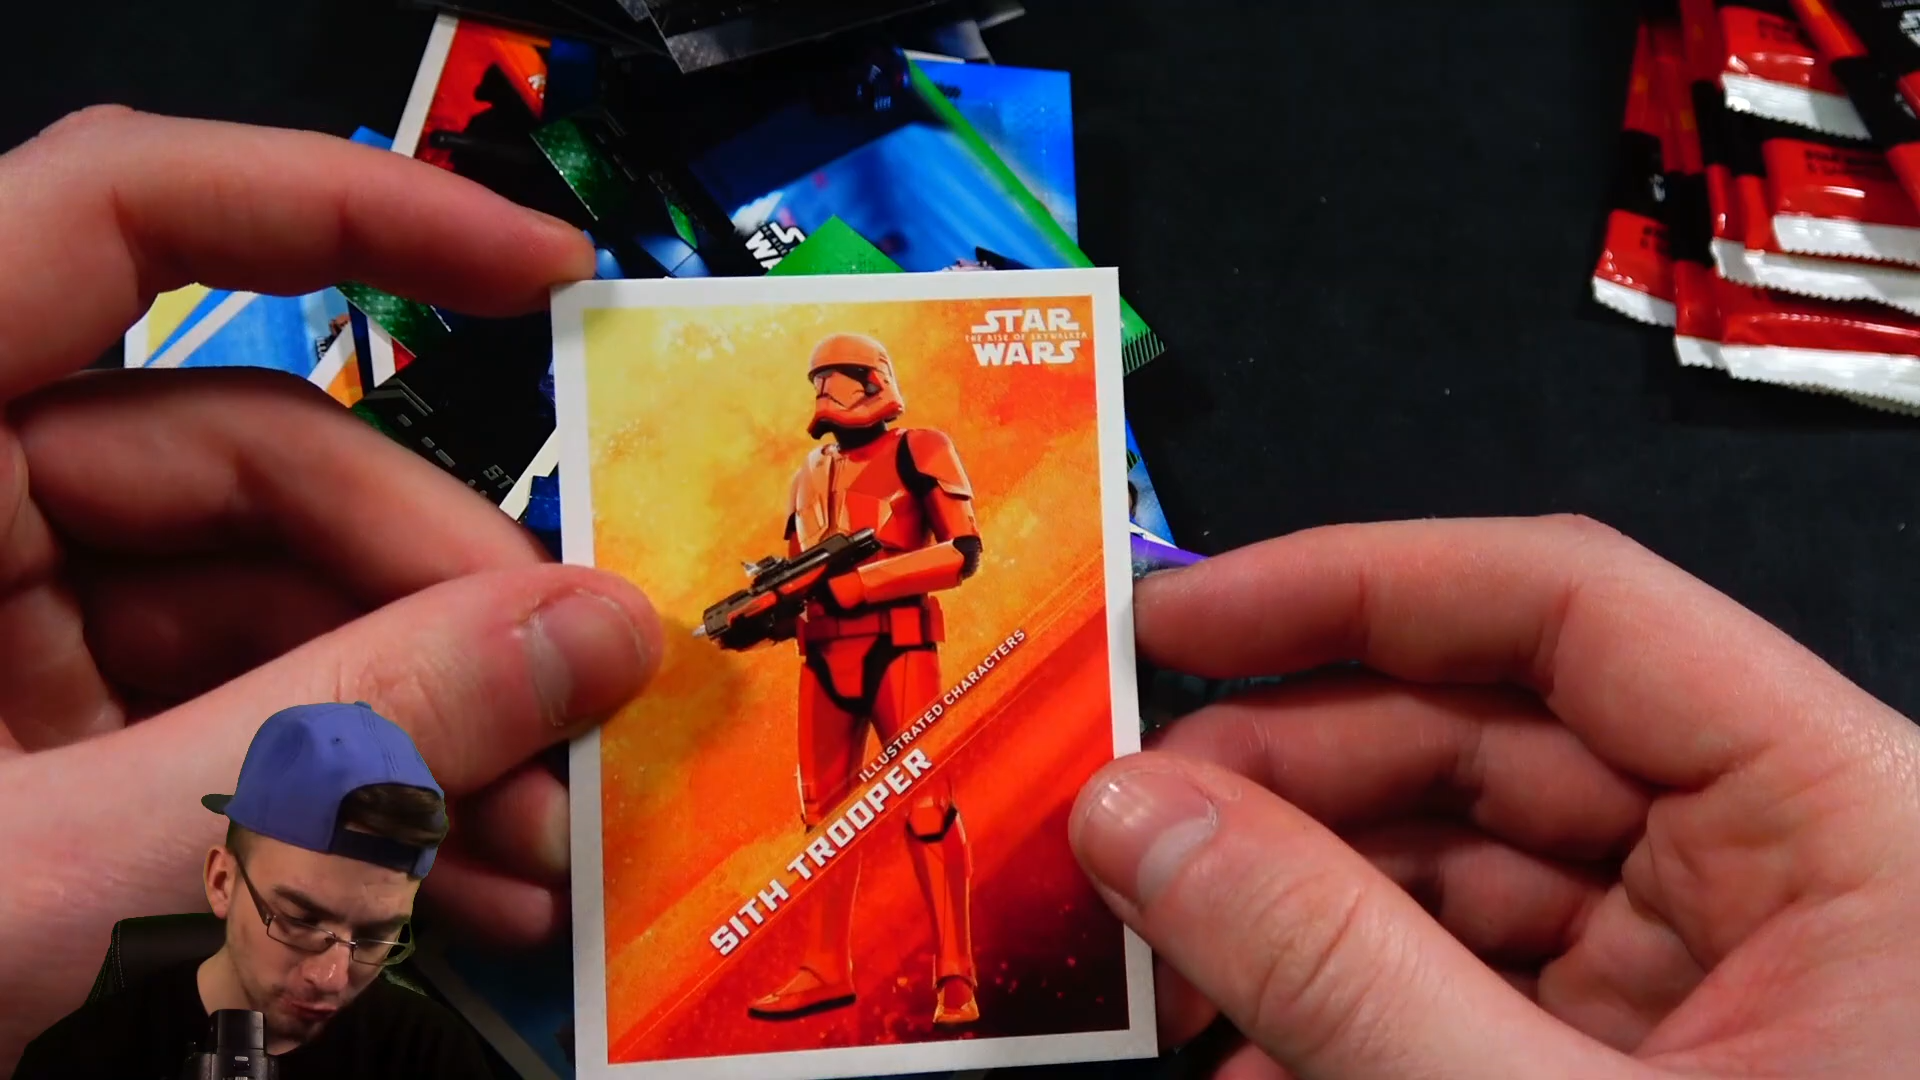 STAR
THE RISE OF SKYWALKER
WARS
ILLUSTRATED CHARACTERS
SITH TROOPER